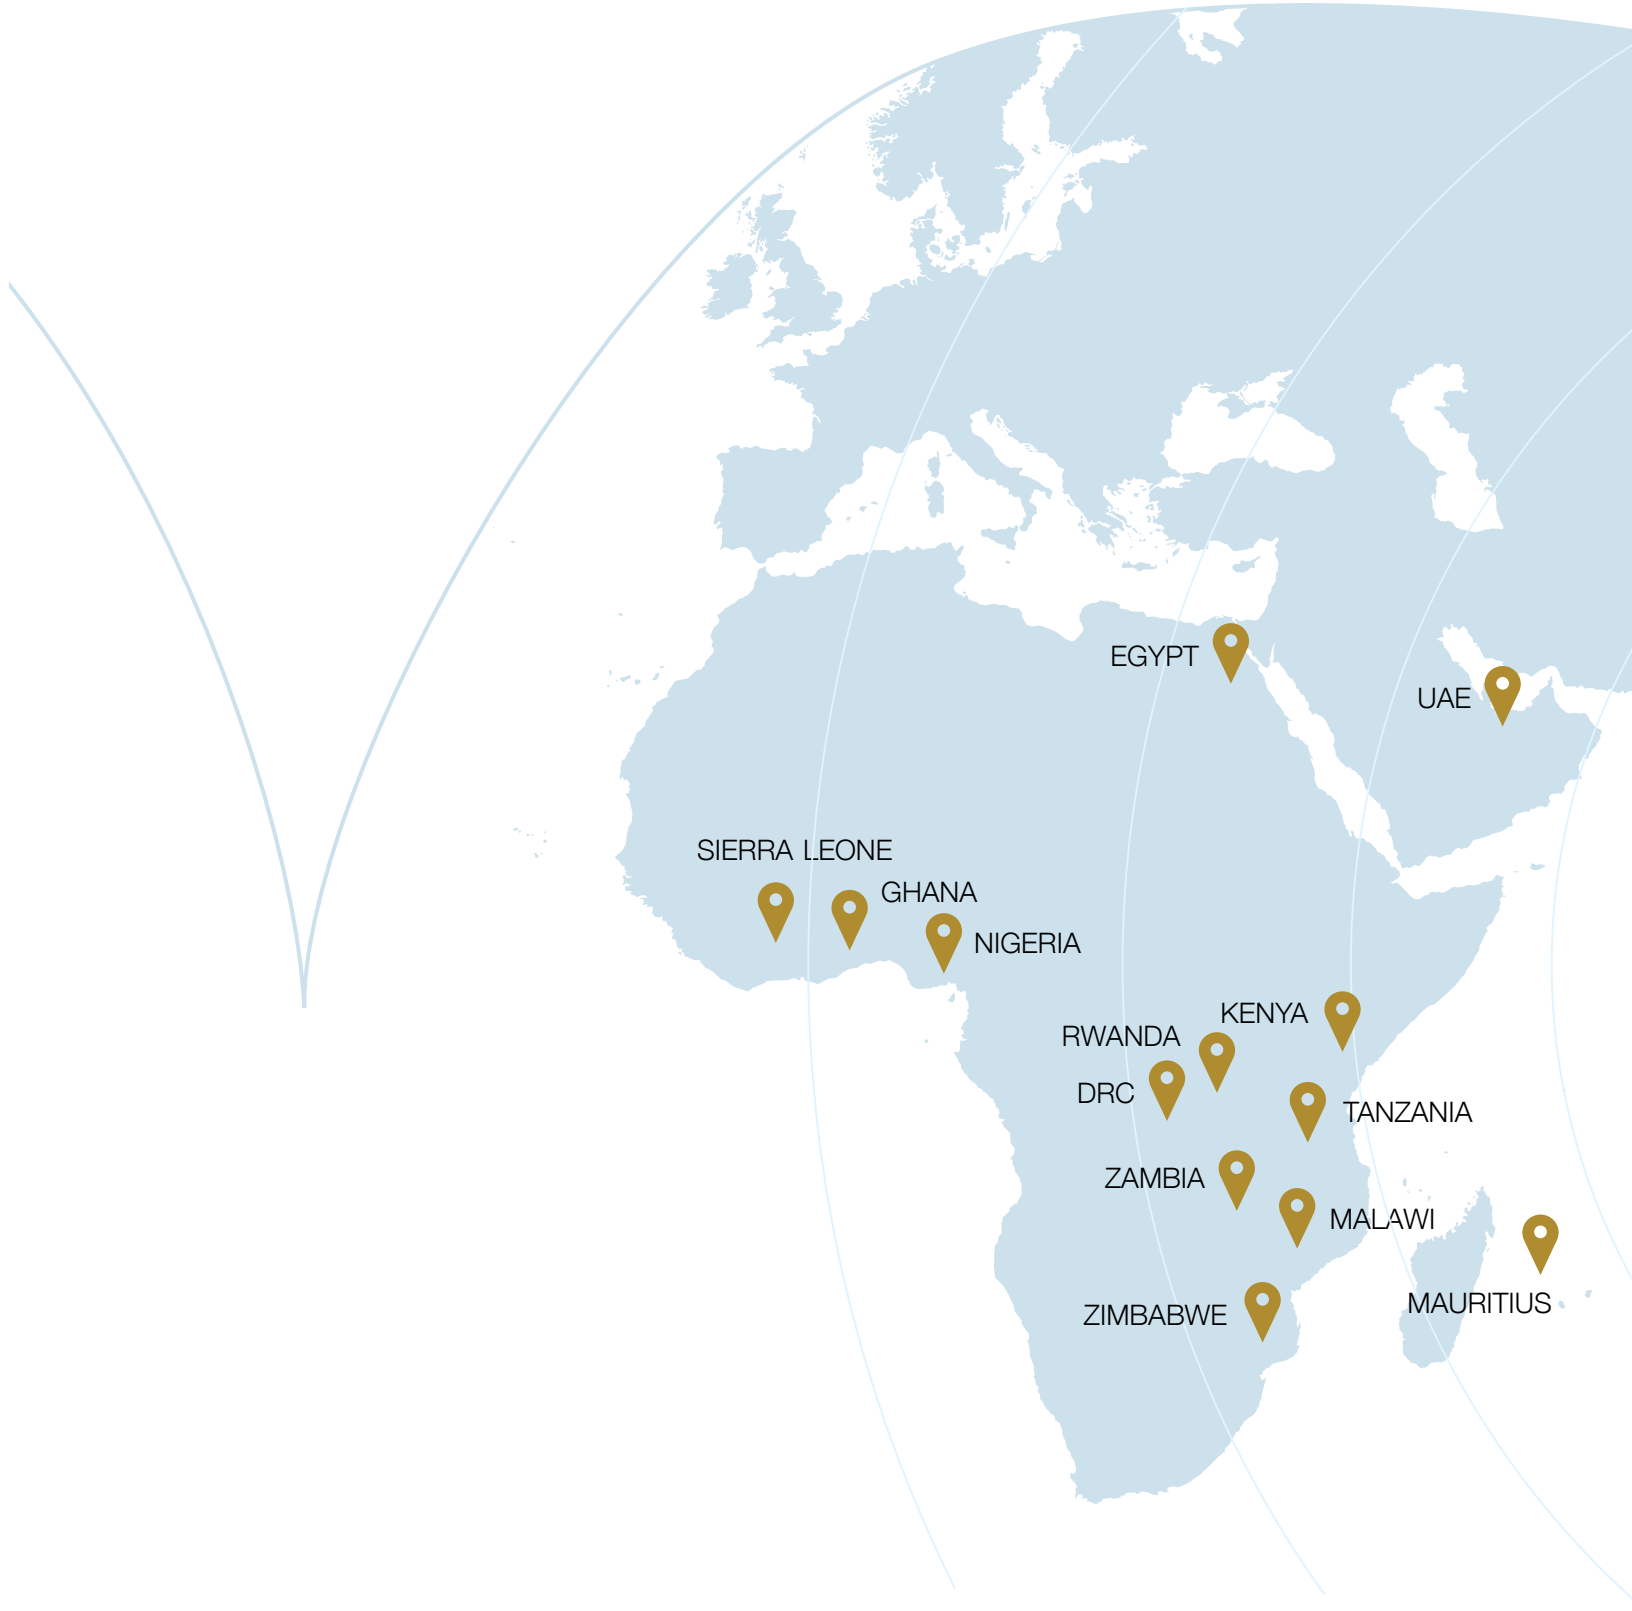 EGYPT
UAE
SIERRA LEONE
GHANA
NIGERIA
KENYA
RWANDA
DRC
TANZANIA
ZAMBIA
MALAWI
MAURITIUS
ZIMBABWE